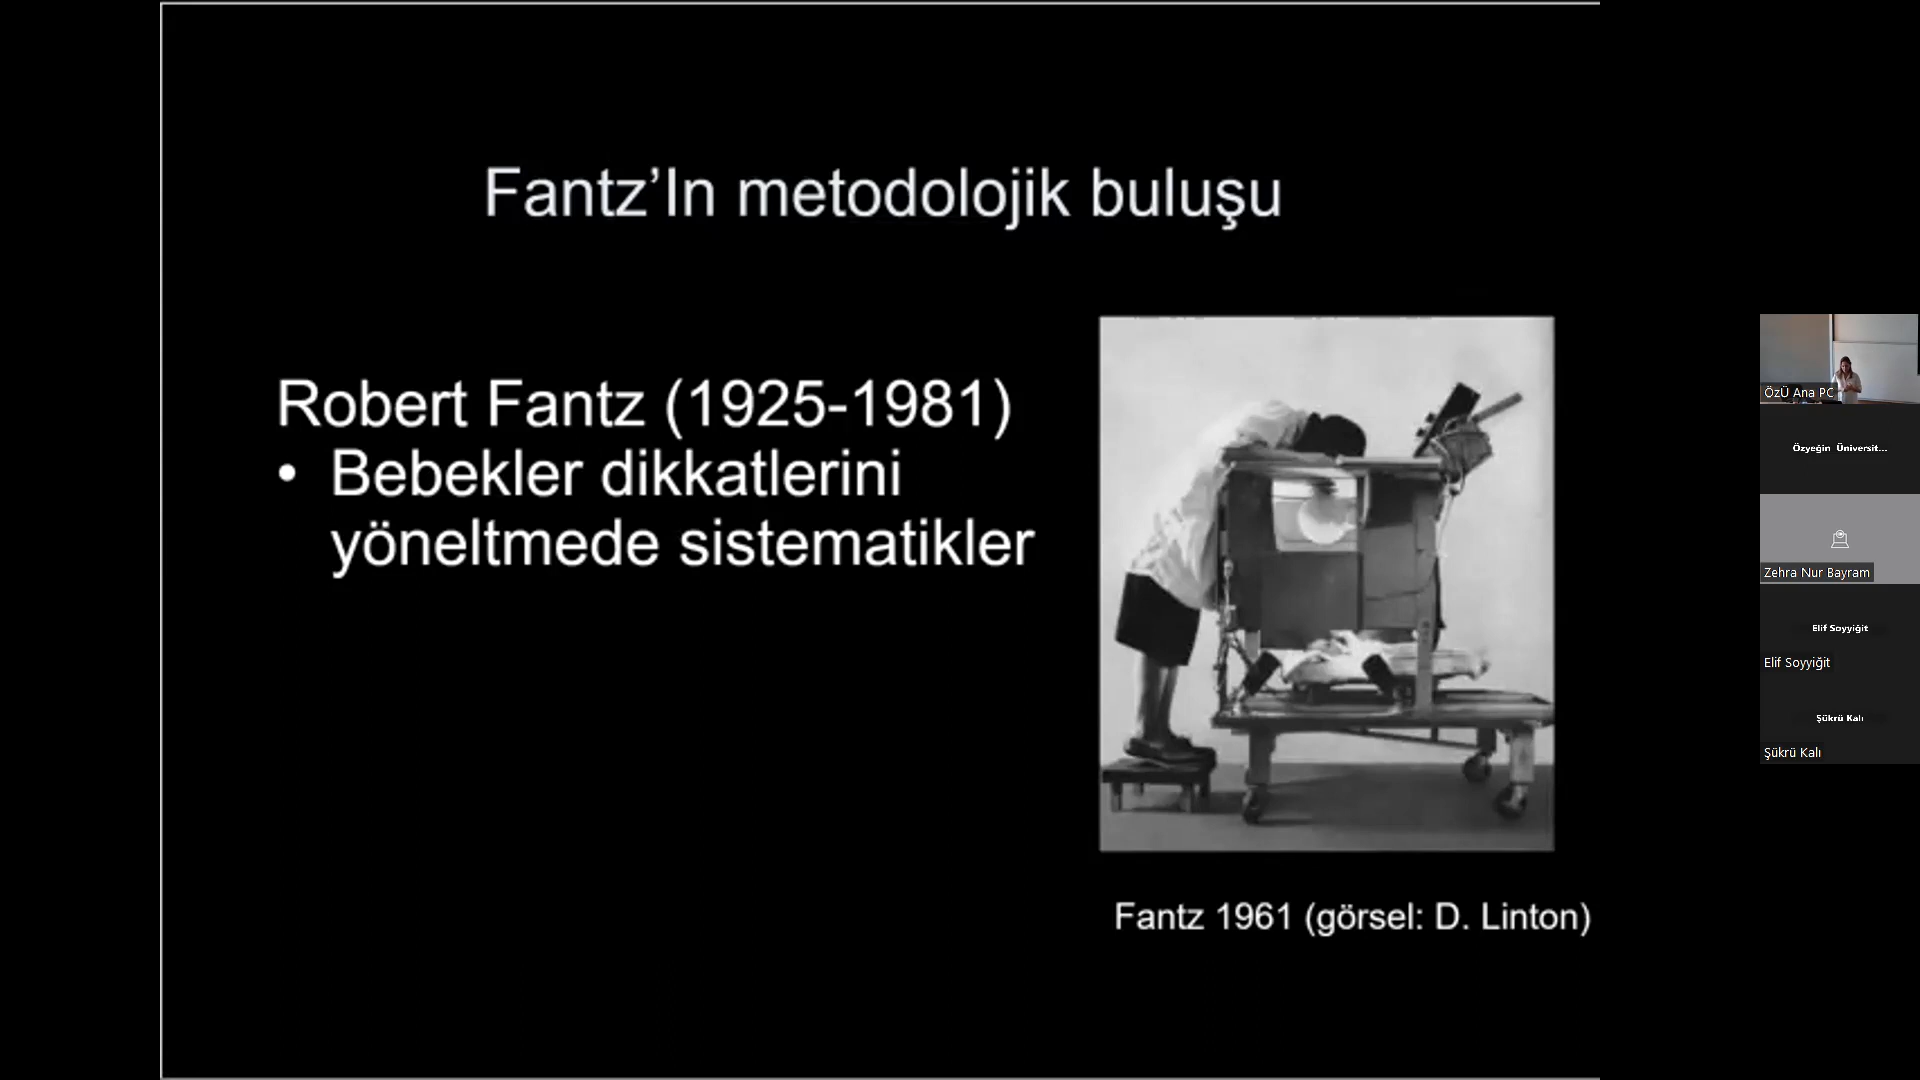 Fantz’In metodolojik buluşu
Robert Fantz (1925-1981)
• Bebekler dikkatlerini
yöneltmede sistematikler
Fantz 1961 (görsel: D. Linton)
ÖzÜ Ana PC
Özyeğin Üniversit...
Zehra Nur Bayram
Elif Soyyiğit
Elif Soyyiğit
Şükrü Kalı
Şükrü Kalı